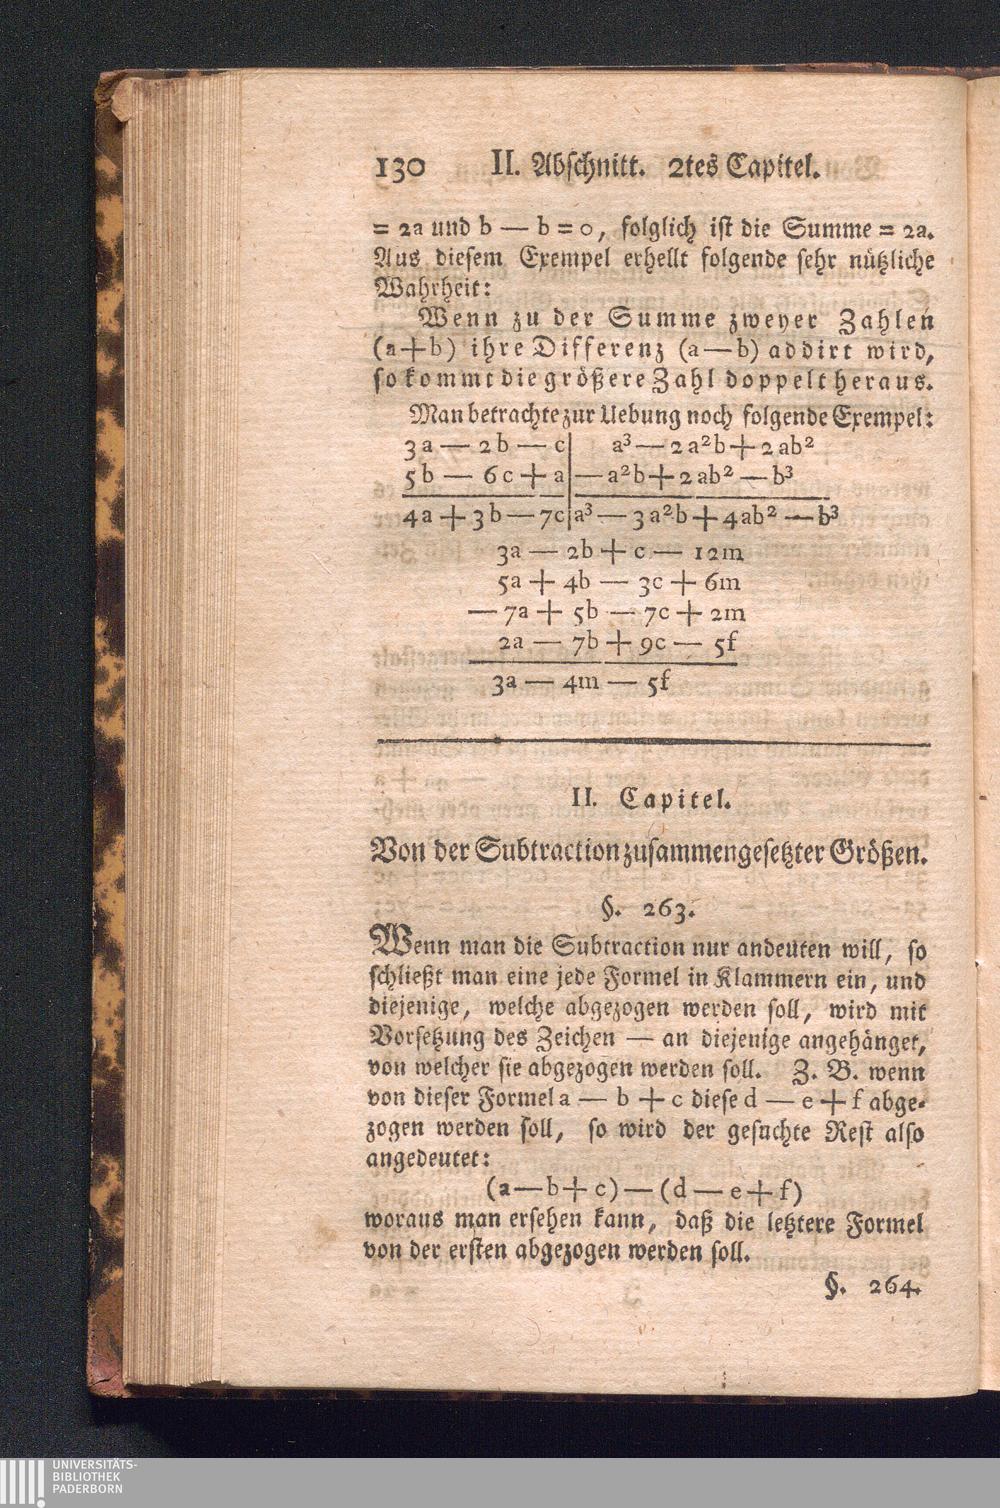 130 II. Abschnitt. 2tes Capitel.
= 2a und b — b = 0, folglich ist die Summe = 2a.
Aus diesem Exempel erhellt folgende sehr nützliche
Wahrheit:
Wenn zu der Summe zweyer Zahlen
(a+b) ihre Differenz (a—b) addirt wird,
so kommt die größere Zahl doppelt heraus.
Man betrachte zur Uebung noch folgende Exempel:
3a — 2b — c | a³ — 2a²b + 2ab²
5b — 6c + a | — a²b + 2ab² — b³
4a + 3b — 7c | a³ — 3a²b + 4ab² — b³
3a — 2b + c — 12m
5a + 4b — 3c + 6m
— 7a + 5b — 7c + 2m
2a — 7b + 9c — 5f
3a — 4m — 5f
II. Capitel.
Von der Subtraction zusammengesetzter Größen.
§. 263.
Wenn man die Subtraction nur andeuten will, so
schließt man eine jede Formel in Klammern ein, und
diejenige, welche abgezogen werden soll, wird mit
Vorsetzung des Zeichen — an diejenige angehänget,
von welcher sie abgezogen werden soll. Z. B. wenn
von dieser Formel a — b + c diese d — e + f abge-
zogen werden soll, so wird der gesuchte Rest also
angedeutet:
(a—b+c)—(d—e+f)
woraus man ersehen kann, daß die letztere Formel
von der ersten abgezogen werden soll.
§. 264.
UNIVERSITÄTS-
BIBLIOTHEK
PADERBORN